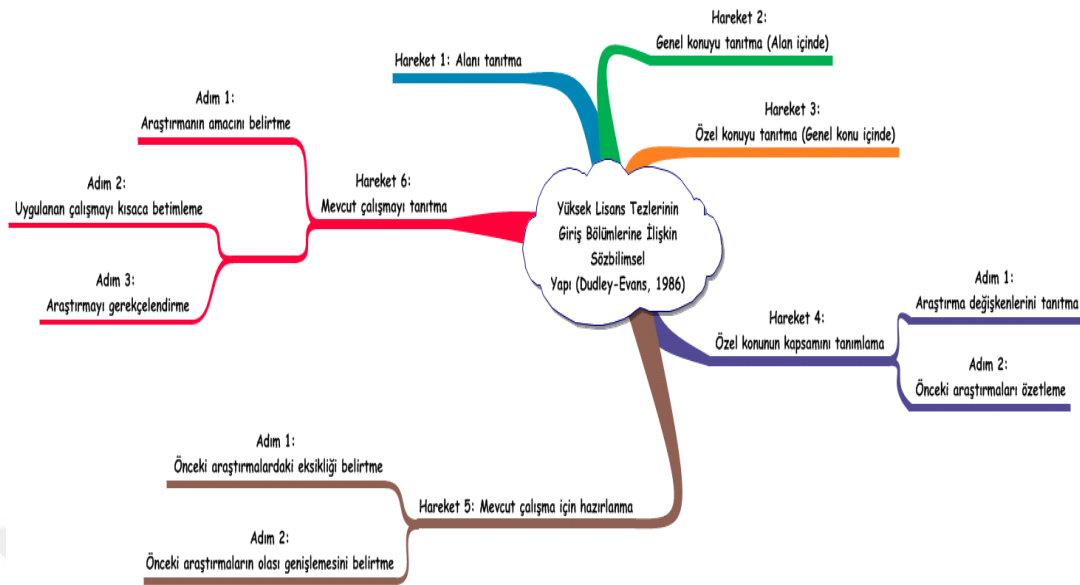 Yüksek Lisans Tezlerinin
Giriş Bölümlerine İlişkin
Sözbilimsel
Yapı (Dudley-Evans, 1986)
Hareket 1: Alanı tanıtma
Hareket 2:
Genel konuyu tanıtma (Alan içinde)
Hareket 3:
Özel konuyu tanıtma (Genel konu içinde)
Hareket 4:
Özel konunun kapsamını tanımlama
Adım 1:
Araştırma değişkenlerini tanıtma
Adım 2:
Önceki araştırmaları özetleme
Hareket 5: Mevcut çalışma için hazırlanma
Adım 1:
Önceki araştırmalardaki eksikliği belirtme
Adım 2:
Önceki araştırmaların olası genişlemesini belirtme
Hareket 6:
Mevcut çalışmayı tanıtma
Adım 1:
Araştırmanın amacını belirtme
Adım 2:
Uygulanan çalışmayı kısaca betimleme
Adım 3:
Araştırmayı gerekçelendirme